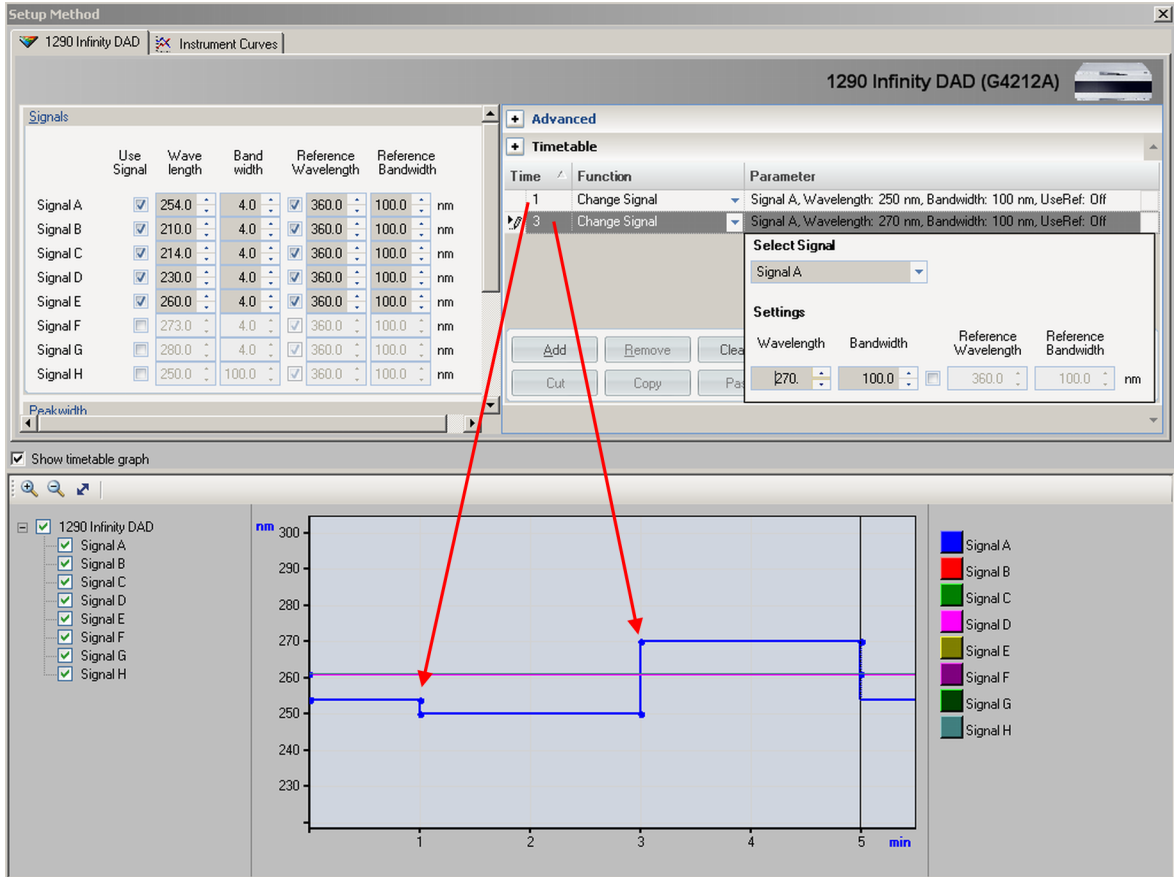 Setup Method
1290 Infinity DAD
Instrument Curves
1290 Infinity DAD (G4212A)
Signals
Use Signal Wave length Band width Reference Wavelength Reference Bandwidth
Signal A 254.0 4.0 360.0 100.0 nm
Signal B 210.0 4.0 360.0 100.0 nm
Signal C 214.0 4.0 360.0 100.0 nm
Signal D 230.0 4.0 360.0 100.0 nm
Signal E 260.0 4.0 360.0 100.0 nm
Signal F 273.0 4.0 360.0 100.0 nm
Signal G 280.0 4.0 360.0 100.0 nm
Signal H 250.0 100.0 360.0 100.0 nm
Peakwidth
Advanced
Timetable
Time Function Parameter
1 Change Signal Signal A, Wavelength: 250 nm, Bandwidth: 100 nm, UseRef: Off
3 Change Signal Signal A, Wavelength: 270 nm, Bandwidth: 100 nm, UseRef: Off
Select Signal
Signal A
Settings
Wavelength Bandwidth Reference Wavelength Reference Bandwidth
270. 100.0 360.0 100.0 nm
Add Remove Clea
Cut Copy Pas
Show timetable graph
1290 Infinity DAD
Signal A
Signal B
Signal C
Signal D
Signal E
Signal F
Signal G
Signal H
nm
300
290
280
270
260
250
240
230
1 2 3 4 5 min
Signal A
Signal B
Signal C
Signal D
Signal E
Signal F
Signal G
Signal H